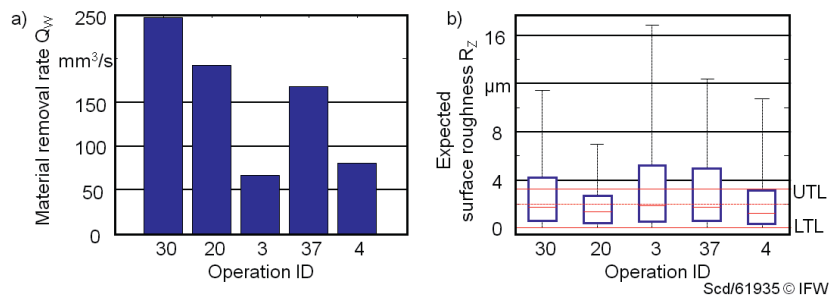 a)
Material removal rate Q_W
250
mm³/s
150
100
50
0
30 20 3 37 4
Operation ID
b)
Expected
surface roughness R_Z
16
µm
8
4
0
UTL
LTL
30 20 3 37 4
Operation ID
Scd/61935 © IFW